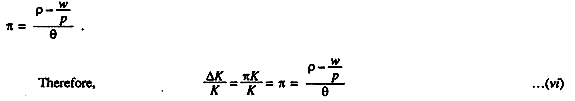 π = (ρ − w/p)/θ .
Therefore, ΔK/K = πK/K = π = (ρ − w/p)/θ ...(vi)